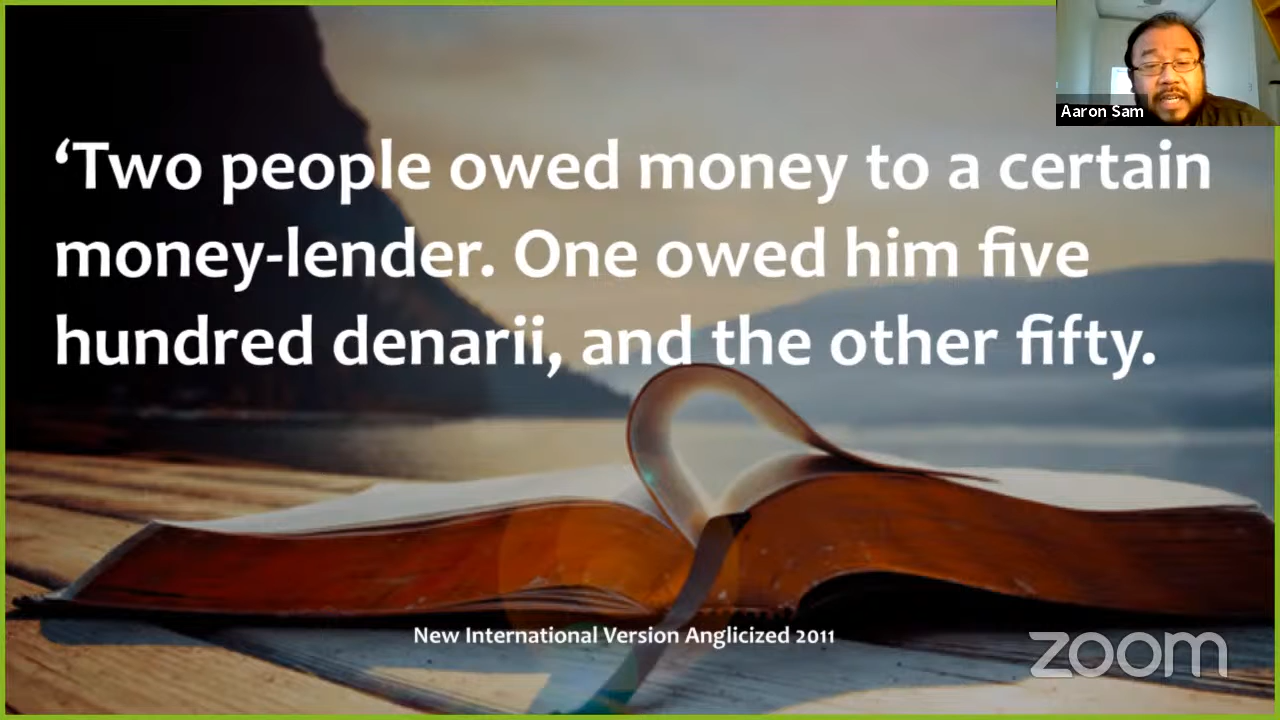 Aaron Sam
‘Two people owed money to a certain
money-lender. One owed him five
hundred denarii, and the other fifty.
New International Version Anglicized 2011
zoom